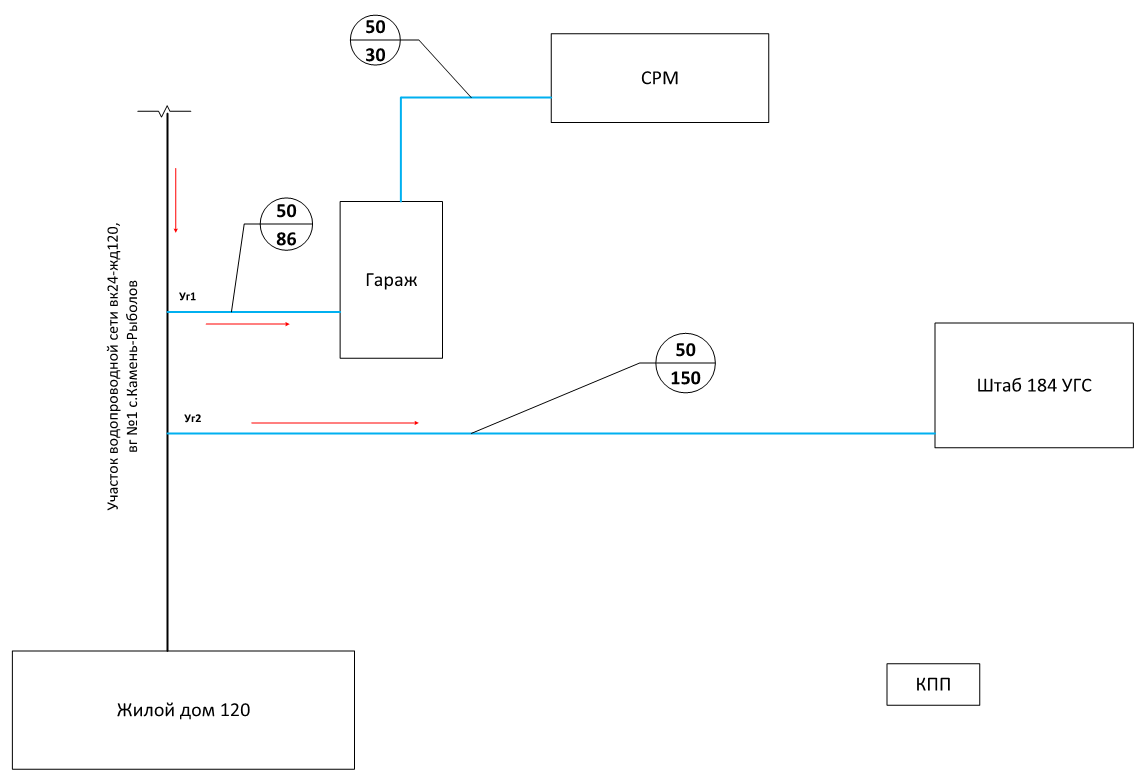 50
30
СРМ
50
86
Гараж
Уг1
Участок водопроводной сети вк24-жд120,
вг №1 с.Камень-Рыболов
50
150
Штаб 184 УГС
Уг2
КПП
Жилой дом 120